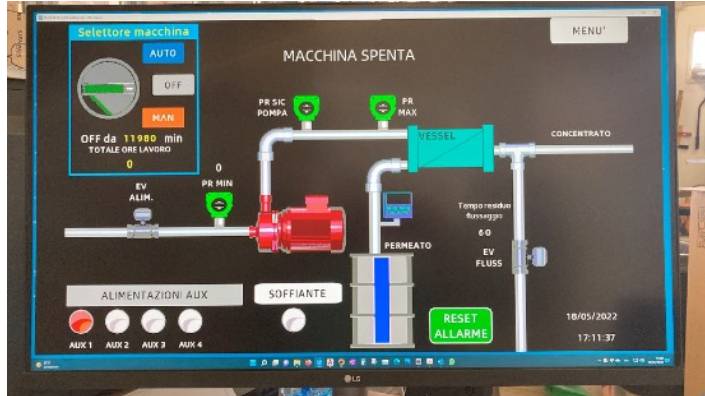 Selettore macchina
AUTO
OFF
MAN
OFF da 11980 min
TOTALE ORE LAVORO
0
MENU'
MACCHINA SPENTA
PR SIC
POMPA
PR
MAX
VESSEL
CONCENTRATO
0
PR MIN
EV
ALIM.
Tempo residuo
flussaggio
60
EV
FLUSS
PERMEATO
ALIMENTAZIONI AUX
AUX 1
AUX 2
AUX 3
AUX 4
SOFFIANTE
RESET
ALLARME
18/05/2022
17:11:37
LG